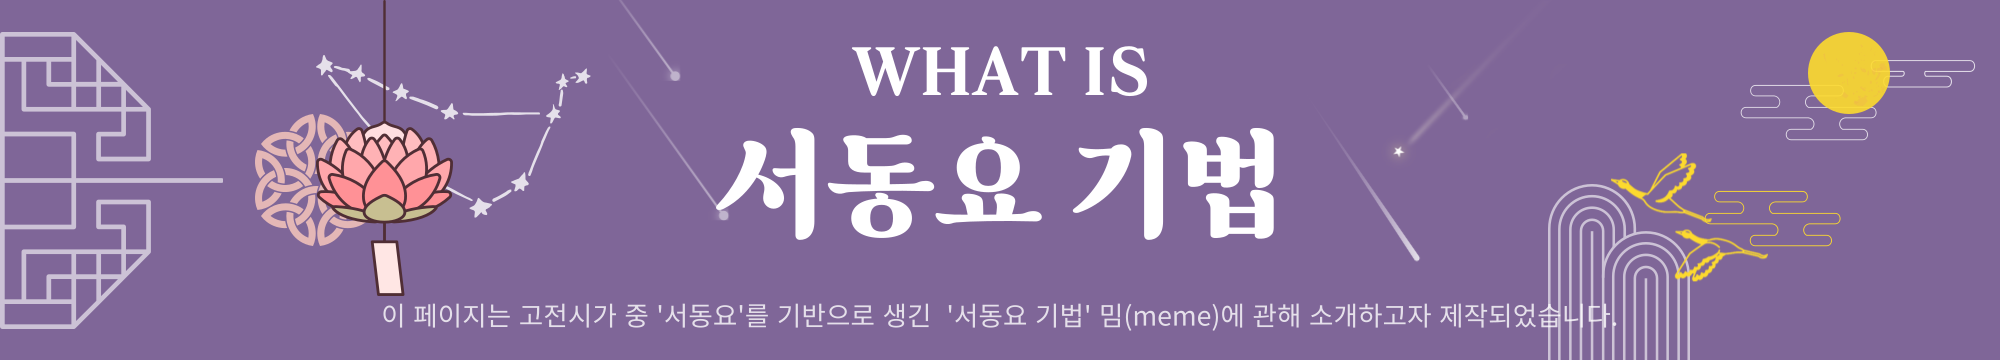 WHAT IS
서동요 기법
이 페이지는 고전시가 중 '서동요'를 기반으로 생긴 '서동요 기법' 밈(meme)에 관해 소개하고자 제작되었습니다.